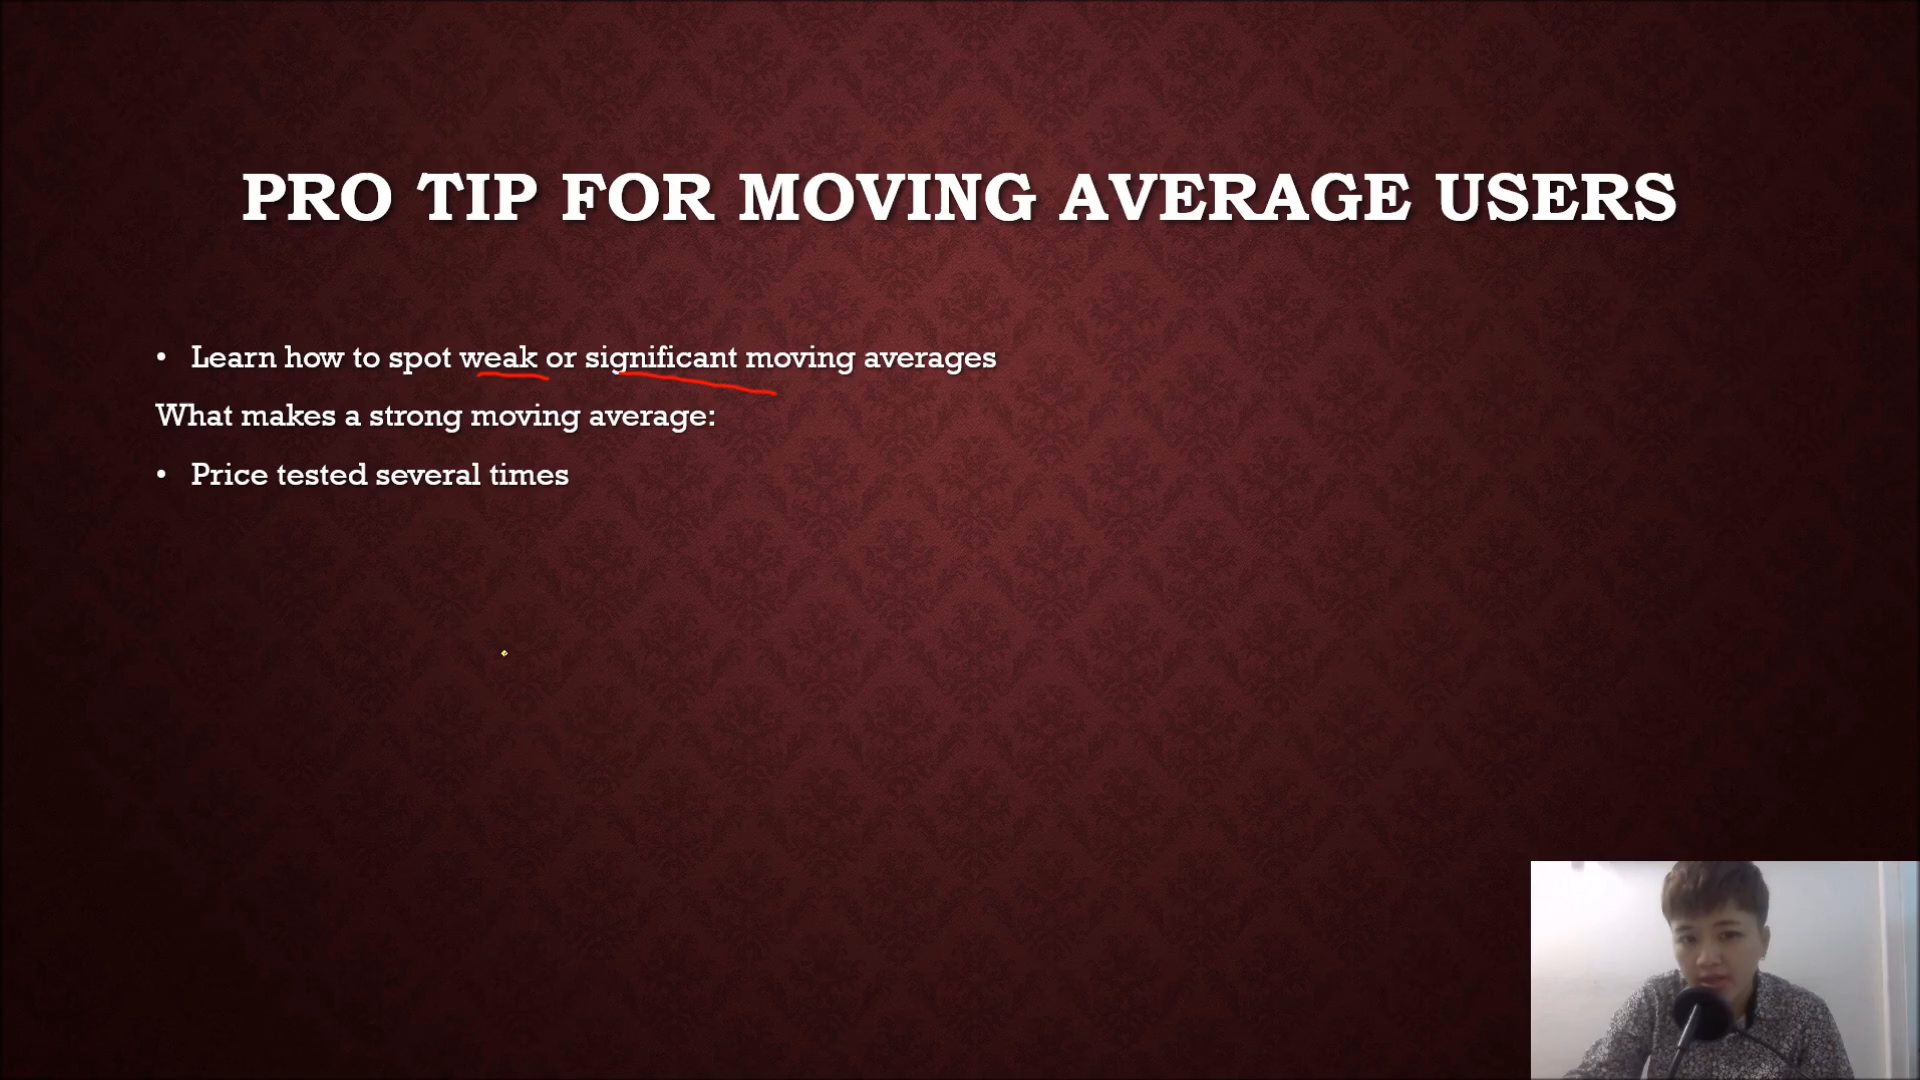 PRO TIP FOR MOVING AVERAGE USERS
• Learn how to spot weak or significant moving averages
What makes a strong moving average:
• Price tested several times